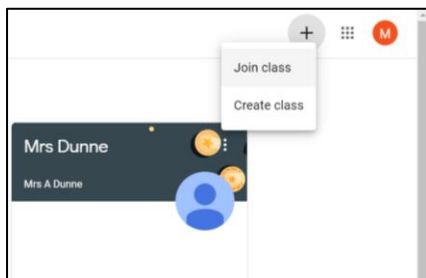 +
M
Join class
Create class
Mrs Dunne
Mrs A Dunne